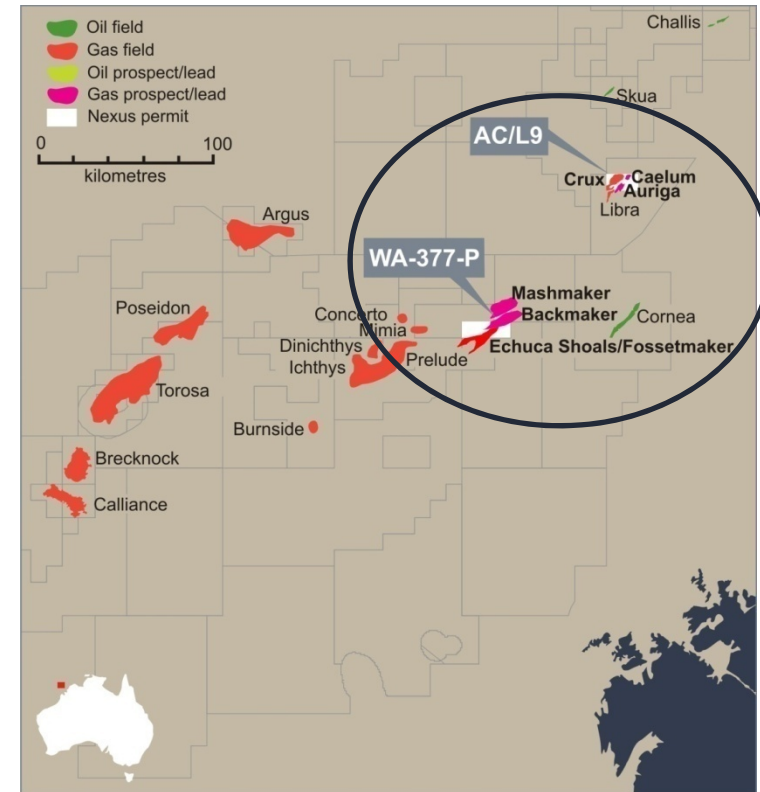 Oil field
Gas field
Oil prospect/lead
Gas prospect/lead
Nexus permit
0 100
kilometres
Challis
Skua
AC/L9
Crux
Caelum
Auriga
Libra
Argus
WA-377-P
Mashmaker
Backmaker
Cornea
Echuca Shoals/Fossetmaker
Poseidon
Concerto
Mimia
Dinichthys
Ichthys
Prelude
Torosa
Burnside
Brecknock
Calliance